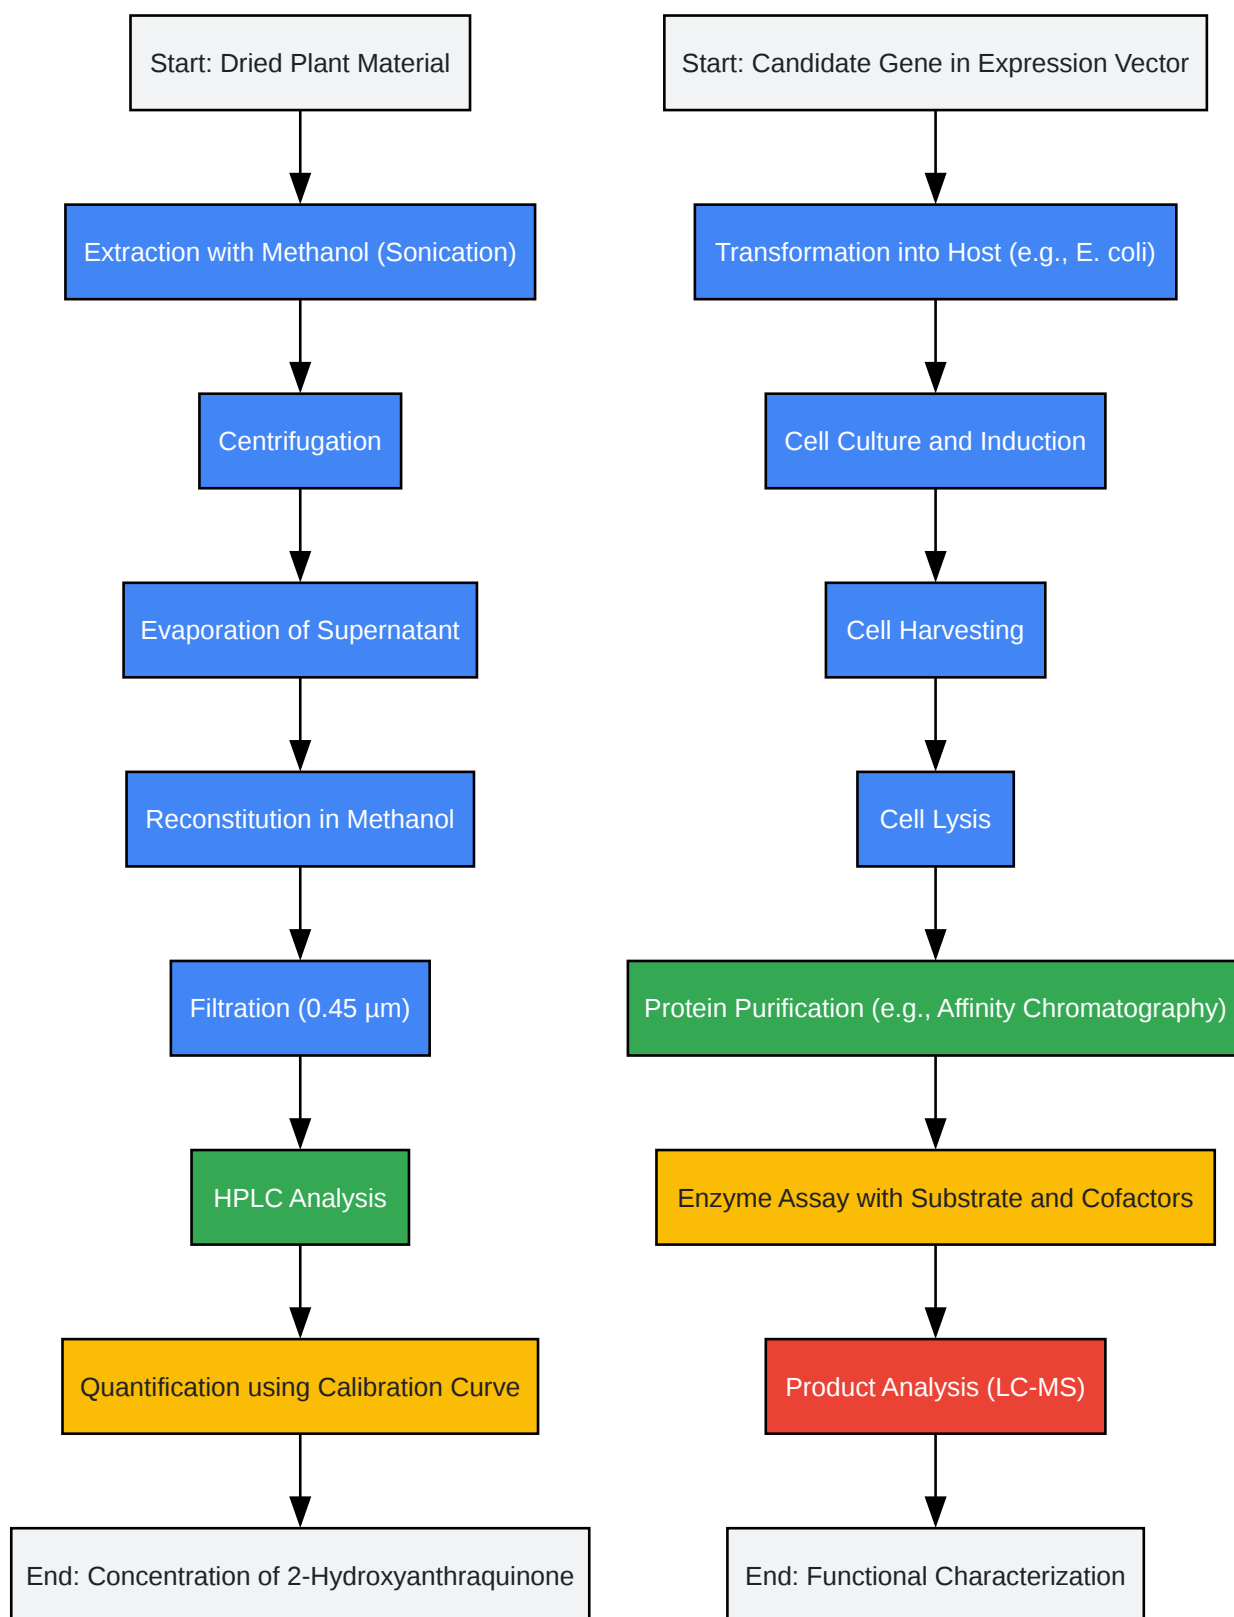 Start: Dried Plant Material
Extraction with Methanol (Sonication)
Centrifugation
Evaporation of Supernatant
Reconstitution in Methanol
Filtration (0.45 µm)
HPLC Analysis
Quantification using Calibration Curve
End: Concentration of 2-Hydroxyanthraquinone
Start: Candidate Gene in Expression Vector
Transformation into Host (e.g., E. coli)
Cell Culture and Induction
Cell Harvesting
Cell Lysis
Protein Purification (e.g., Affinity Chromatography)
Enzyme Assay with Substrate and Cofactors
Product Analysis (LC-MS)
End: Functional Characterization